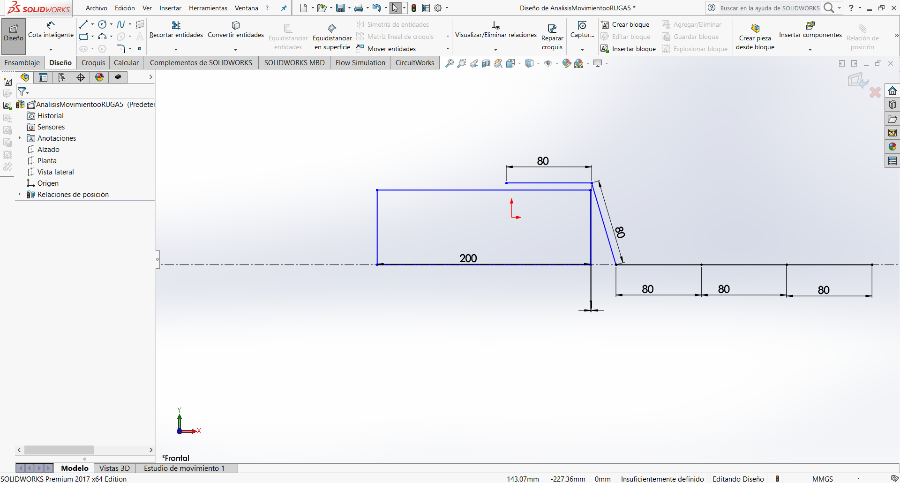 SOLIDWORKS Archivo Edición Ver Insertar Herramientas Ventana ? Diseño de AnalisisMovimientooRUGA5 * Buscar en la ayuda de SOLIDWORKS ?
Diseño
Cota inteligente
Recortar entidades
Convertir entidades
Equidistanciar entidades
Equidistanciar en superficie
Simetría de entidades
Matriz lineal de croquis
Mover entidades
Visualizar/Eliminar relaciones
Reparar croquis
Captur...
Crear bloque
Editar bloque
Insertar bloque
Agregar/Eliminar
Guardar bloque
Explosionar bloque
Crear pieza desde bloque
Insertar componentes
Relación de posición
Ensamblaje Diseño Croquis Calcular Complementos de SOLIDWORKS SOLIDWORKS MBD Flow Simulation CircuitWorks
AnalisisMovimientooRUGA5 (Predeter
Historial
Sensores
Anotaciones
Alzado
Planta
Vista lateral
Origen
Relaciones de posición
80
80
200
80 80 80
Y
X
*Frontal
Modelo Vistas 3D Estudio de movimiento 1
SOLIDWORKS Premium 2017 x64 Edition 143.07mm -227.36mm 0mm Insuficientemente definido Editando Diseño MMGS